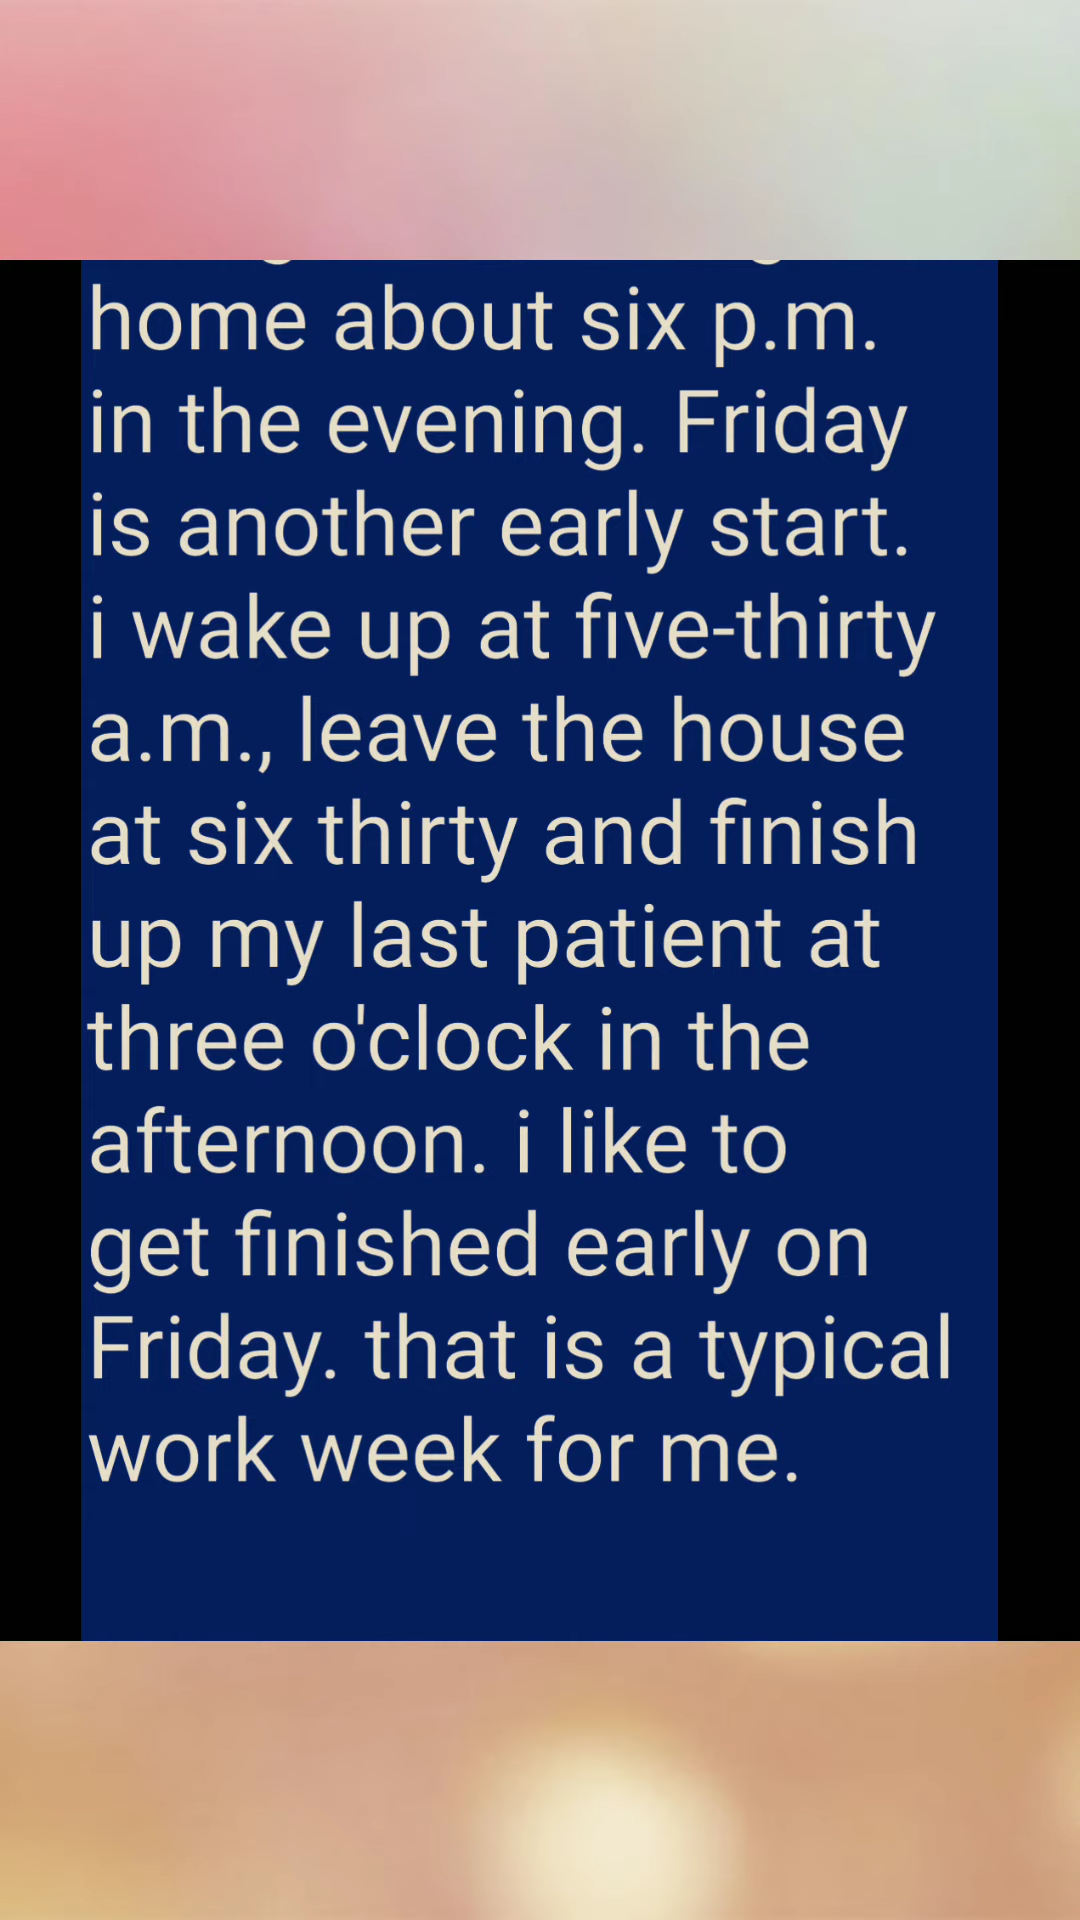 home about six p.m.
in the evening. Friday
is another early start.
i wake up at five-thirty
a.m., leave the house
at six thirty and finish
up my last patient at
three o'clock in the
afternoon. i like to
get finished early on
Friday. that is a typical
work week for me.